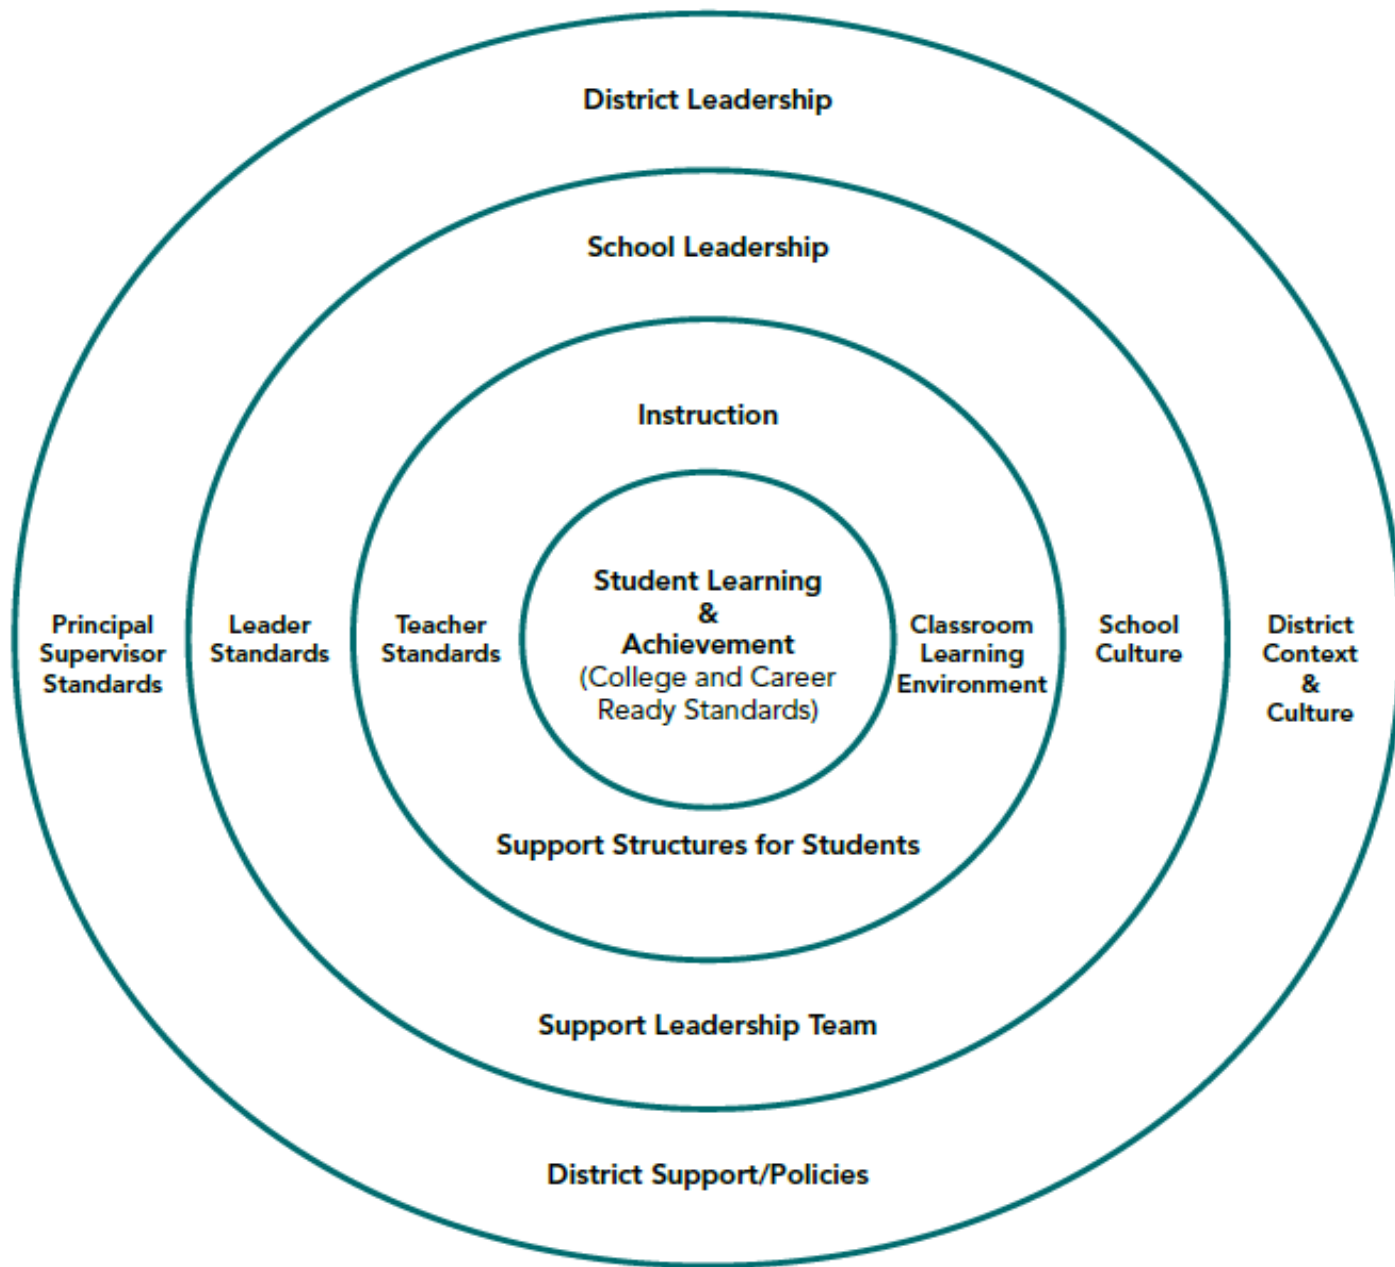 District Leadership
School Leadership
Instruction
Student Learning
&
Achievement
(College and Career
Ready Standards)
Principal
Supervisor
Standards
Leader
Standards
Teacher
Standards
Classroom
Learning
Environment
School
Culture
District
Context
&
Culture
Support Structures for Students
Support Leadership Team
District Support/Policies